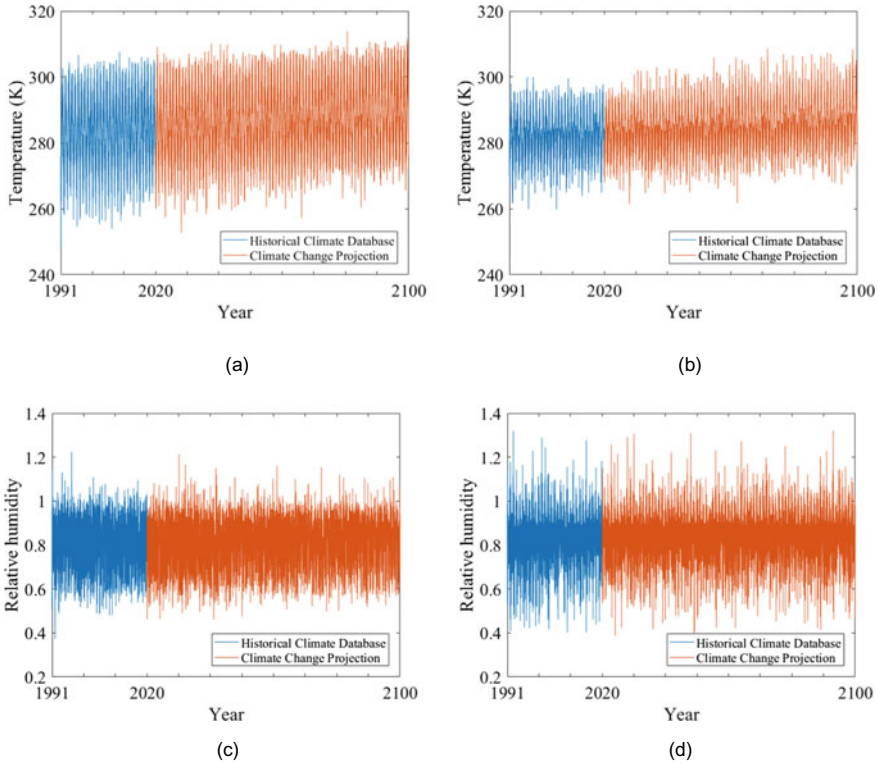 320
300
280
260
240
Temperature (K)
Historical Climate Database
Climate Change Projection
1991 2020 2100
Year
(a)
320
300
280
260
240
Temperature (K)
Historical Climate Database
Climate Change Projection
1991 2020 2100
Year
(b)
1.4
1.2
1
0.8
0.6
0.4
0.2
Relative humidity
Historical Climate Database
Climate Change Projection
1991 2020 2100
Year
(c)
1.4
1.2
1
0.8
0.6
0.4
0.2
Relative humidity
Historical Climate Database
Climate Change Projection
1991 2020 2100
Year
(d)